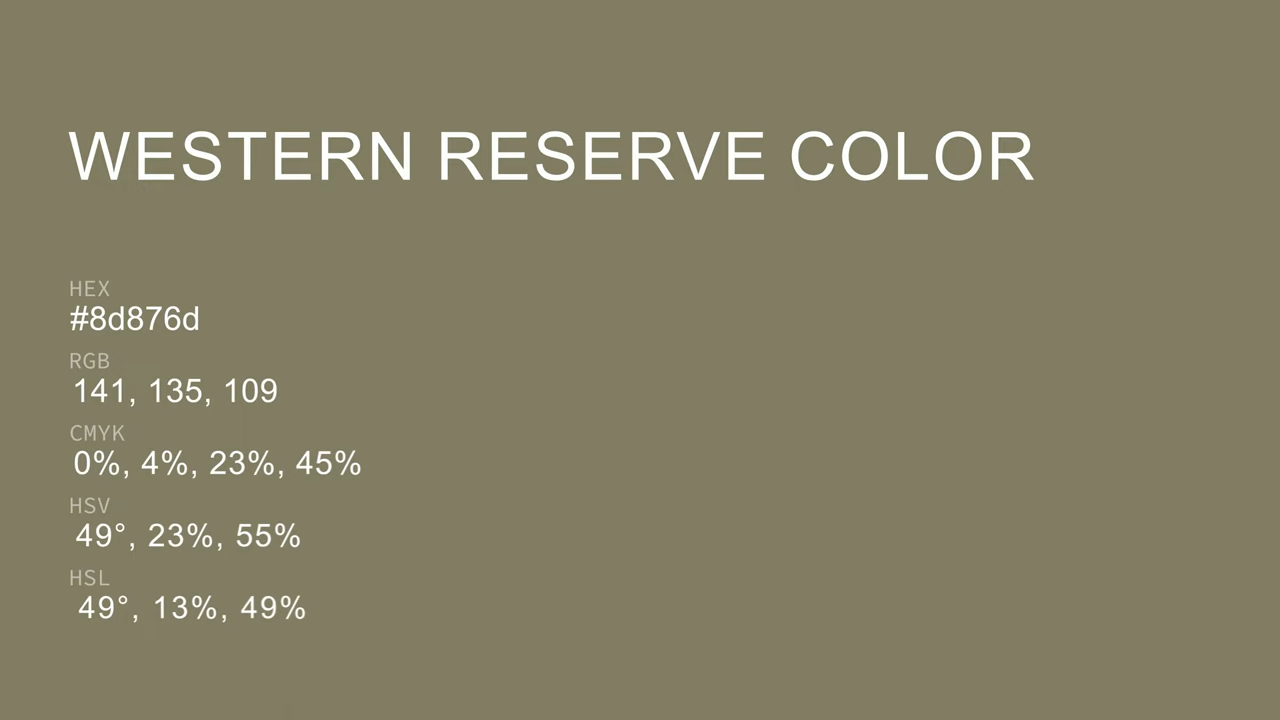 WESTERN RESERVE COLOR
HEX
#8d876d
RGB
141, 135, 109
CMYK
0%, 4%, 23%, 45%
HSV
49°, 23%, 55%
HSL
49°, 13%, 49%